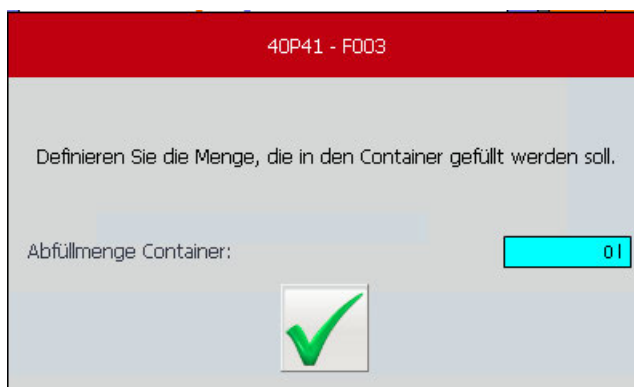 40P41 - F003
Definieren Sie die Menge, die in den Container gefüllt werden soll.
Abfüllmenge Container:
0 l